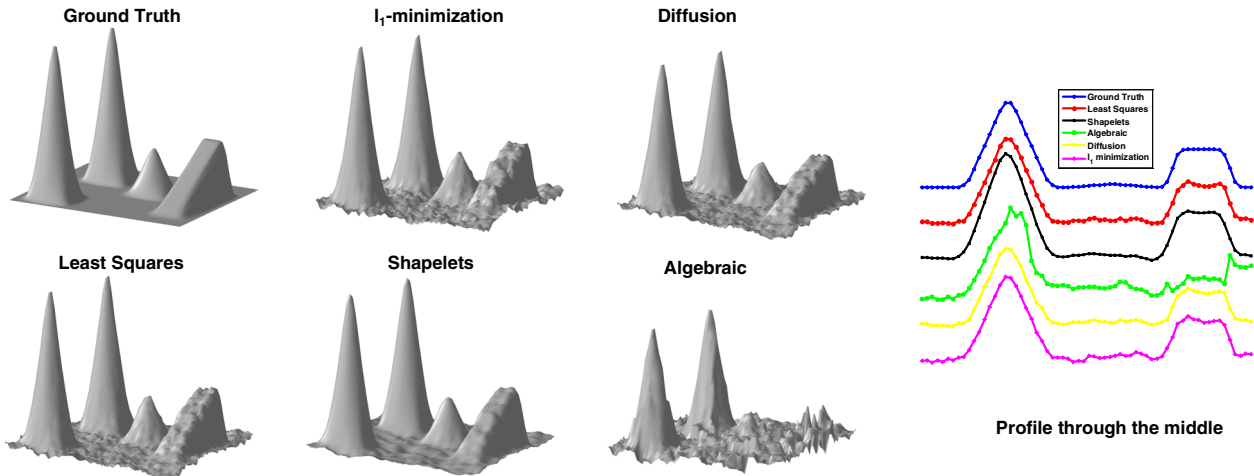 Ground Truth
l₁-minimization
Diffusion
Least Squares
Shapelets
Algebraic
Ground Truth
Least Squares
Shapelets
Algebraic
Diffusion
l₁ minimization
Profile through the middle